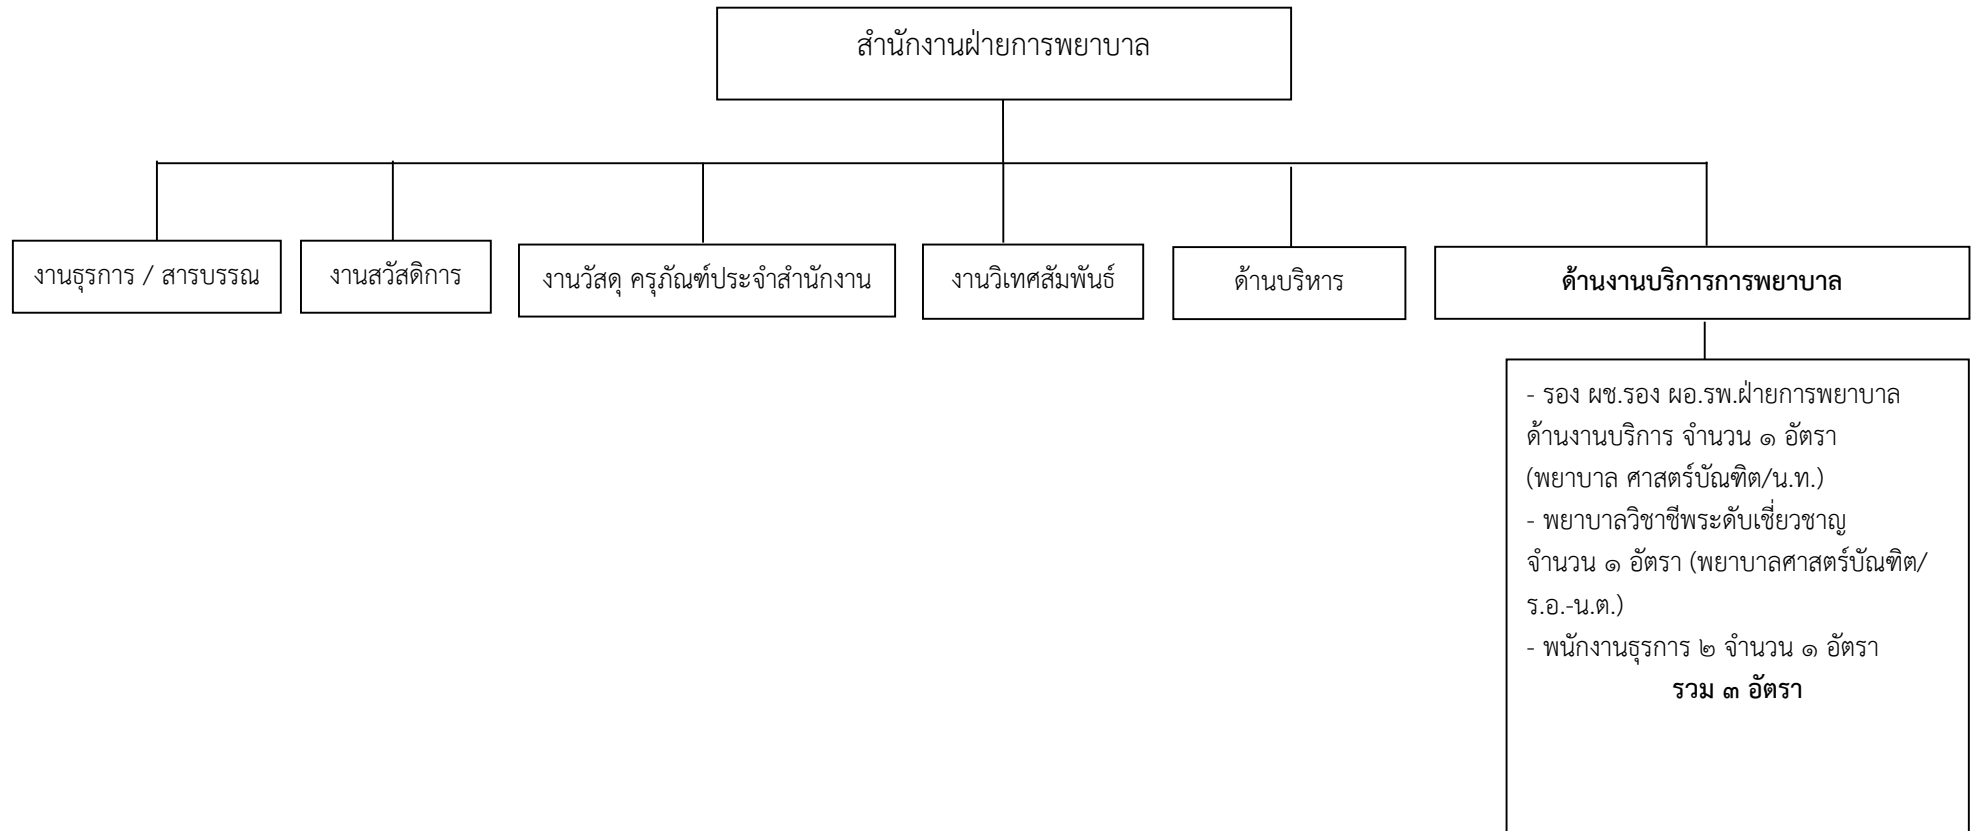 สำนักงานฝ่ายการพยาบาล
งานธุรการ / สารบรรณ
งานสวัสดิการ
งานวัสดุ ครุภัณฑ์ประจำสำนักงาน
งานวิเทศสัมพันธ์
ด้านบริหาร
ด้านงานบริการการพยาบาล
- รอง ผช.รอง ผอ.รพ.ฝ่ายการพยาบาล
ด้านงานบริการ จำนวน ๑ อัตรา
(พยาบาล ศาสตร์บัณฑิต/น.ท.)
- พยาบาลวิชาชีพระดับเชี่ยวชาญ
จำนวน ๑ อัตรา (พยาบาลศาสตร์บัณฑิต/
ร.อ.-น.ต.)
- พนักงานธุรการ ๒ จำนวน ๑ อัตรา
รวม ๓ อัตรา